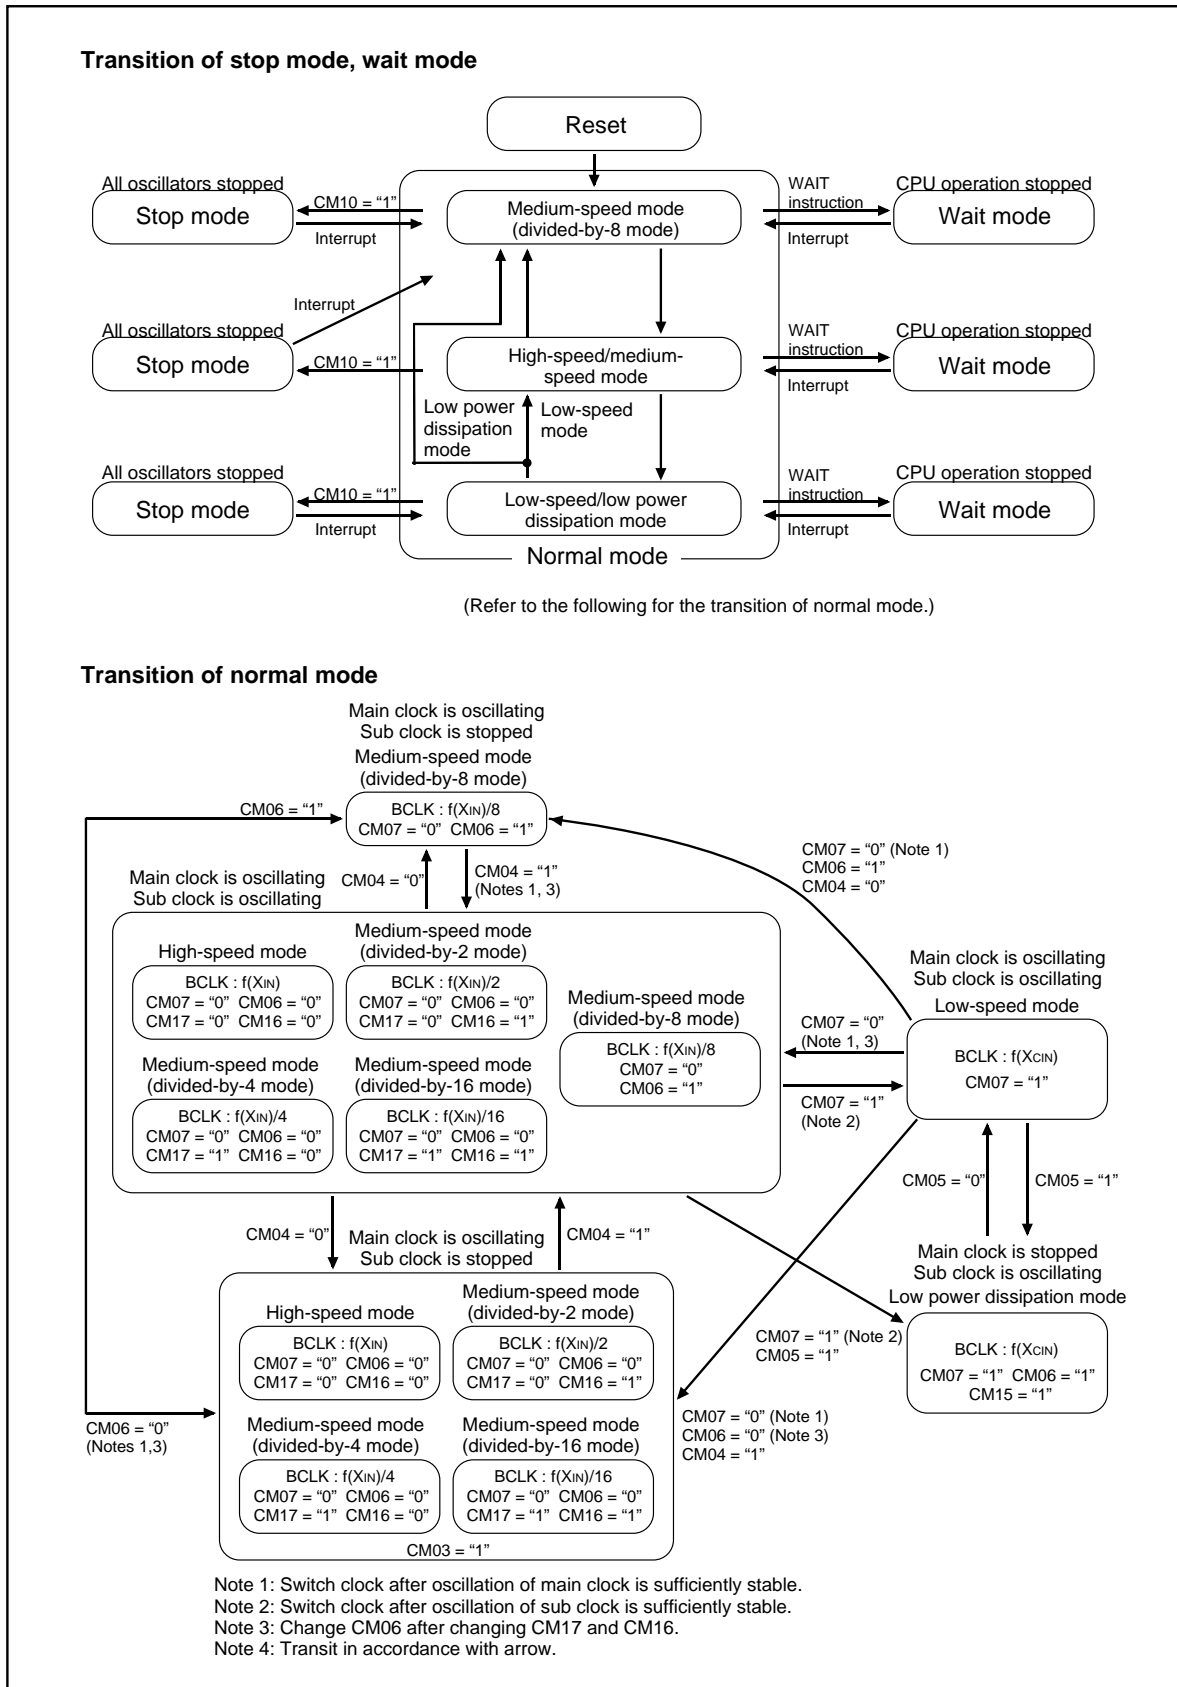 Transition of stop mode, wait mode
Reset
All oscillators stopped
Stop mode
CM10 = “1”
Interrupt
Medium-speed mode
(divided-by-8 mode)
WAIT
instruction
Interrupt
CPU operation stopped
Wait mode
Interrupt
All oscillators stopped
Stop mode
CM10 = “1”
High-speed/medium-
speed mode
WAIT
instruction
Interrupt
CPU operation stopped
Wait mode
Low power
dissipation
mode
Low-speed
mode
All oscillators stopped
Stop mode
CM10 = “1”
Interrupt
Low-speed/low power
dissipation mode
WAIT
instruction
Interrupt
CPU operation stopped
Wait mode
Normal mode
(Refer to the following for the transition of normal mode.)
Transition of normal mode
Main clock is oscillating
Sub clock is stopped
Medium-speed mode
(divided-by-8 mode)
CM06 = “1”
BCLK : f(XIN)/8
CM07 = “0” CM06 = “1”
CM07 = “0” (Note 1)
CM06 = “1”
CM04 = “0”
CM04 = “0”
CM04 = “1”
(Notes 1, 3)
Main clock is oscillating
Sub clock is oscillating
High-speed mode
BCLK : f(XIN)
CM07 = “0” CM06 = “0”
CM17 = “0” CM16 = “0”
Medium-speed mode
(divided-by-2 mode)
BCLK : f(XIN)/2
CM07 = “0” CM06 = “0”
CM17 = “0” CM16 = “1”
Medium-speed mode
(divided-by-8 mode)
BCLK : f(XIN)/8
CM07 = “0”
CM06 = “1”
Medium-speed mode
(divided-by-4 mode)
BCLK : f(XIN)/4
CM07 = “0” CM06 = “0”
CM17 = “1” CM16 = “0”
Medium-speed mode
(divided-by-16 mode)
BCLK : f(XIN)/16
CM07 = “0” CM06 = “0”
CM17 = “1” CM16 = “1”
Main clock is oscillating
Sub clock is oscillating
Low-speed mode
CM07 = “0”
(Note 1, 3)
BCLK : f(XCIN)
CM07 = “1”
CM07 = “1”
(Note 2)
CM05 = “0”
CM05 = “1”
CM04 = “0”
Main clock is oscillating
Sub clock is stopped
CM04 = “1”
Main clock is stopped
Sub clock is oscillating
Low power dissipation mode
CM07 = “1” (Note 2)
CM05 = “1”
BCLK : f(XCIN)
CM07 = “1” CM06 = “1”
CM15 = “1”
High-speed mode
BCLK : f(XIN)
CM07 = “0” CM06 = “0”
CM17 = “0” CM16 = “0”
Medium-speed mode
(divided-by-2 mode)
BCLK : f(XIN)/2
CM07 = “0” CM06 = “0”
CM17 = “0” CM16 = “1”
CM06 = “0”
(Notes 1,3)
Medium-speed mode
(divided-by-4 mode)
BCLK : f(XIN)/4
CM07 = “0” CM06 = “0”
CM17 = “1” CM16 = “0”
Medium-speed mode
(divided-by-16 mode)
BCLK : f(XIN)/16
CM07 = “0” CM06 = “0”
CM17 = “1” CM16 = “1”
CM07 = “0” (Note 1)
CM06 = “0” (Note 3)
CM04 = “1”
CM03 = “1”
Note 1: Switch clock after oscillation of main clock is sufficiently stable.
Note 2: Switch clock after oscillation of sub clock is sufficiently stable.
Note 3: Change CM06 after changing CM17 and CM16.
Note 4: Transit in accordance with arrow.